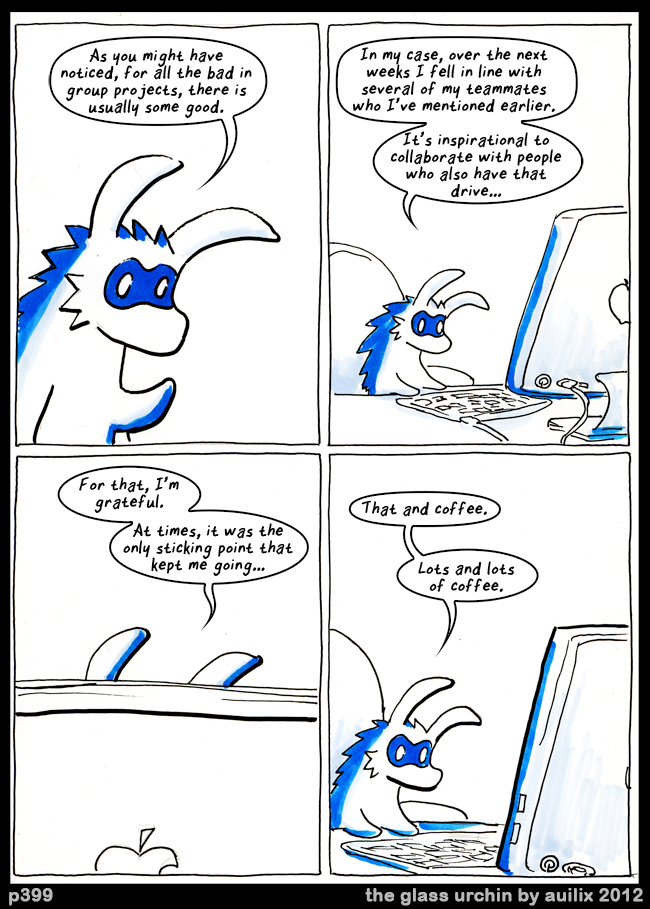 As you might have
noticed, for all the bad in
group projects, there is
usually some good.
In my case, over the next
weeks I fell in line with
several of my teammates
who I've mentioned earlier.
It's inspirational to
collaborate with people
who also have that
drive...
For that, I'm
grateful.
At times, it was the
only sticking point that
kept me going...
That and coffee.
Lots and lots
of coffee.
p399
the glass urchin by auilix 2012